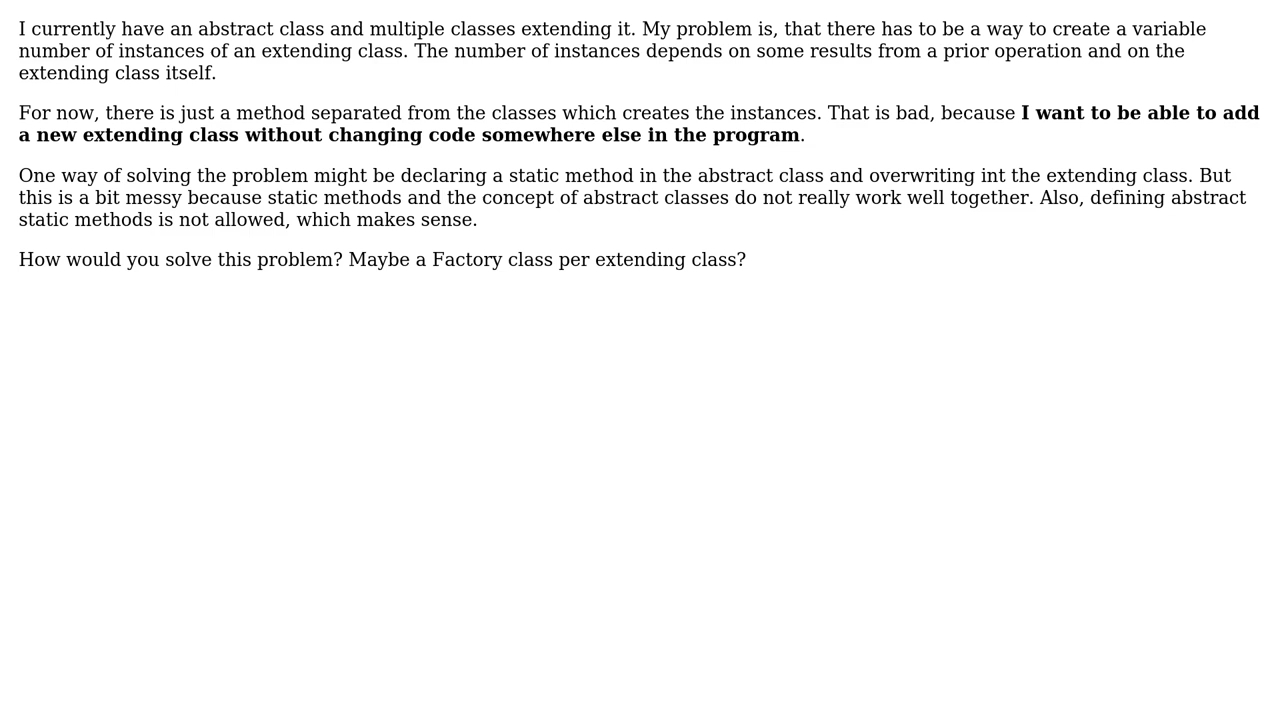 I currently have an abstract class and multiple classes extending it. My problem is, that there has to be a way to create a variable
number of instances of an extending class. The number of instances depends on some results from a prior operation and on the
extending class itself.
For now, there is just a method separated from the classes which creates the instances. That is bad, because I want to be able to add
a new extending class without changing code somewhere else in the program.
One way of solving the problem might be declaring a static method in the abstract class and overwriting int the extending class. But
this is a bit messy because static methods and the concept of abstract classes do not really work well together. Also, defining abstract
static methods is not allowed, which makes sense.
How would you solve this problem? Maybe a Factory class per extending class?